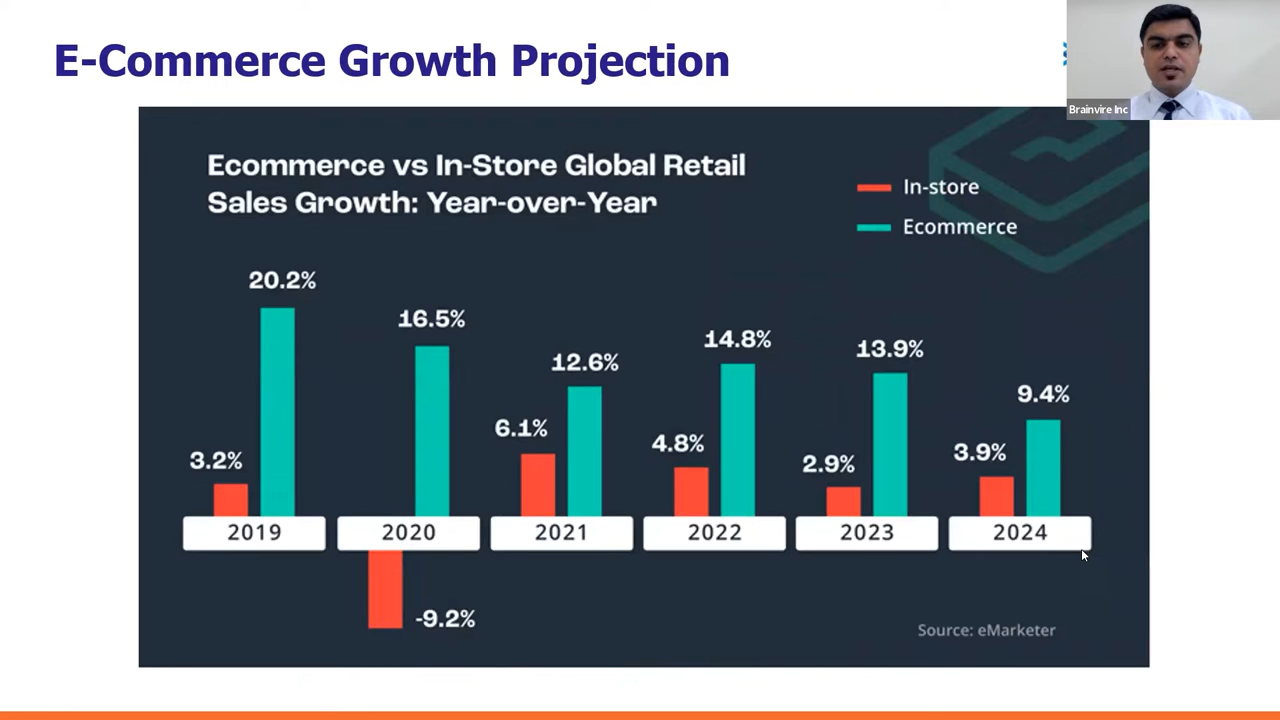 E-Commerce Growth Projection
Brainvire Inc
Ecommerce vs In-Store Global Retail
Sales Growth: Year-over-Year
In-store
Ecommerce
20.2%
3.2%
16.5%
-9.2%
12.6%
6.1%
14.8%
4.8%
13.9%
2.9%
9.4%
3.9%
2019
2020
2021
2022
2023
2024
Source: eMarketer